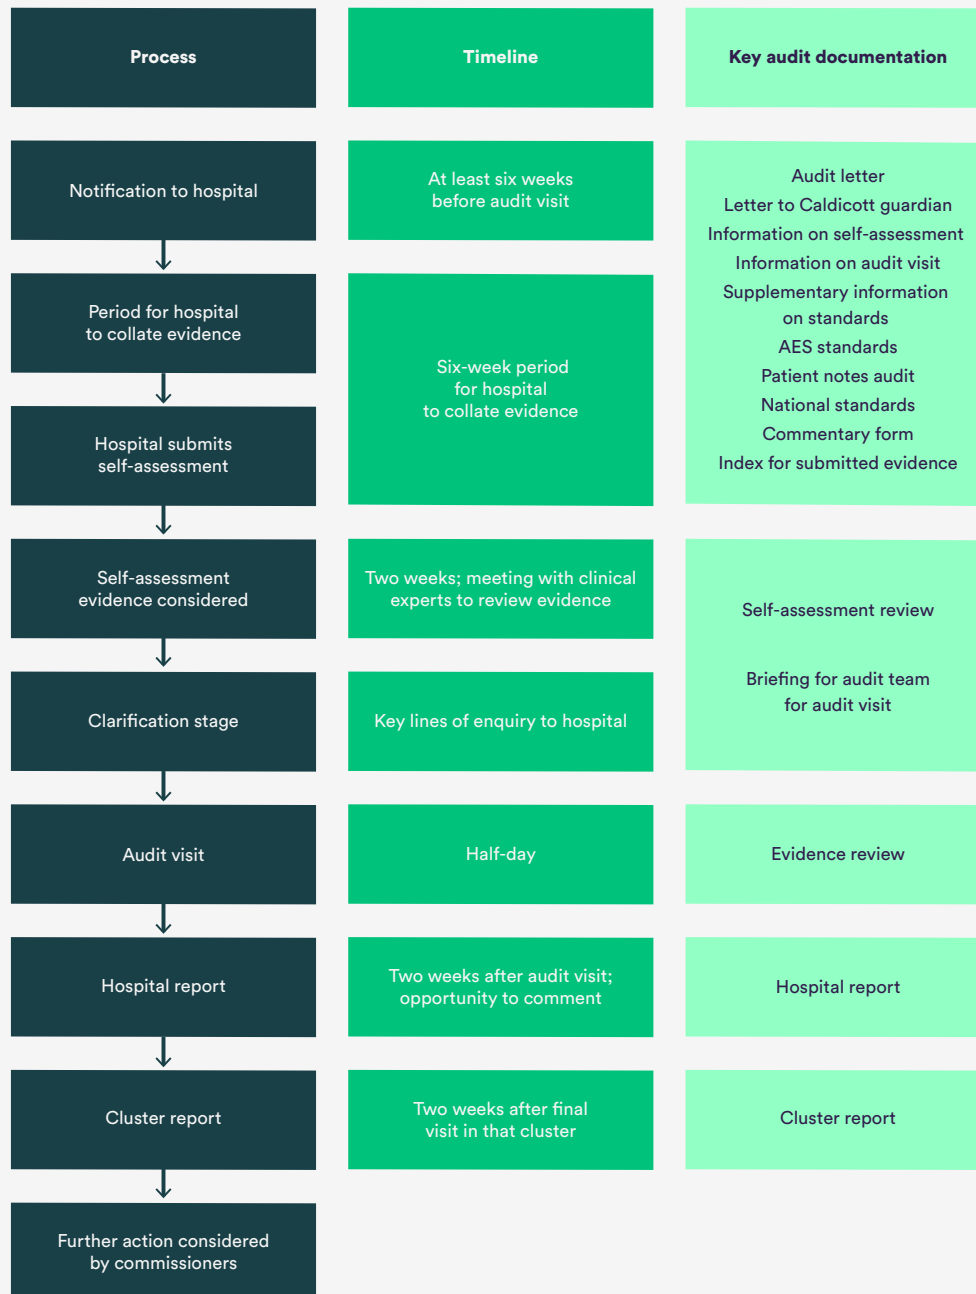 Process
Timeline
Key audit documentation
Notification to hospital
At least six weeks
before audit visit
Audit letter
Letter to Caldicott guardian
Information on self-assessment
Information on audit visit
Supplementary information
on standards
AES standards
Patient notes audit
National standards
Commentary form
Index for submitted evidence
Period for hospital
to collate evidence
Six-week period
for hospital
to collate evidence
Hospital submits
self-assessment
Self-assessment
evidence considered
Two weeks; meeting with clinical
experts to review evidence
Self-assessment review
Briefing for audit team
for audit visit
Clarification stage
Key lines of enquiry to hospital
Audit visit
Half-day
Evidence review
Hospital report
Two weeks after audit visit;
opportunity to comment
Hospital report
Cluster report
Two weeks after final
visit in that cluster
Cluster report
Further action considered
by commissioners